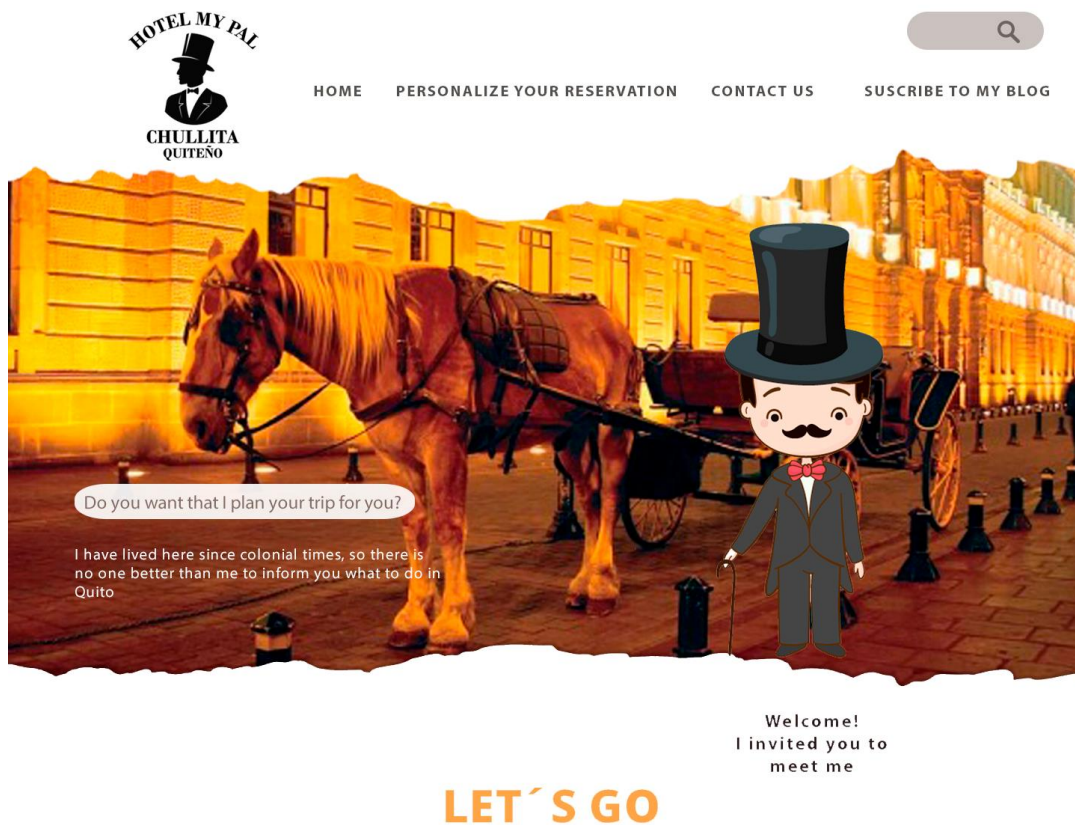 HOTEL MY PAL
CHULLITA
QUITEÑO
HOME
PERSONALIZE YOUR RESERVATION
CONTACT US
SUSCRIBE TO MY BLOG
Do you want that I plan your trip for you?
I have lived here since colonial times, so there is
no one better than me to inform you what to do in
Quito
Welcome!
I invited you to
meet me
LET´S GO